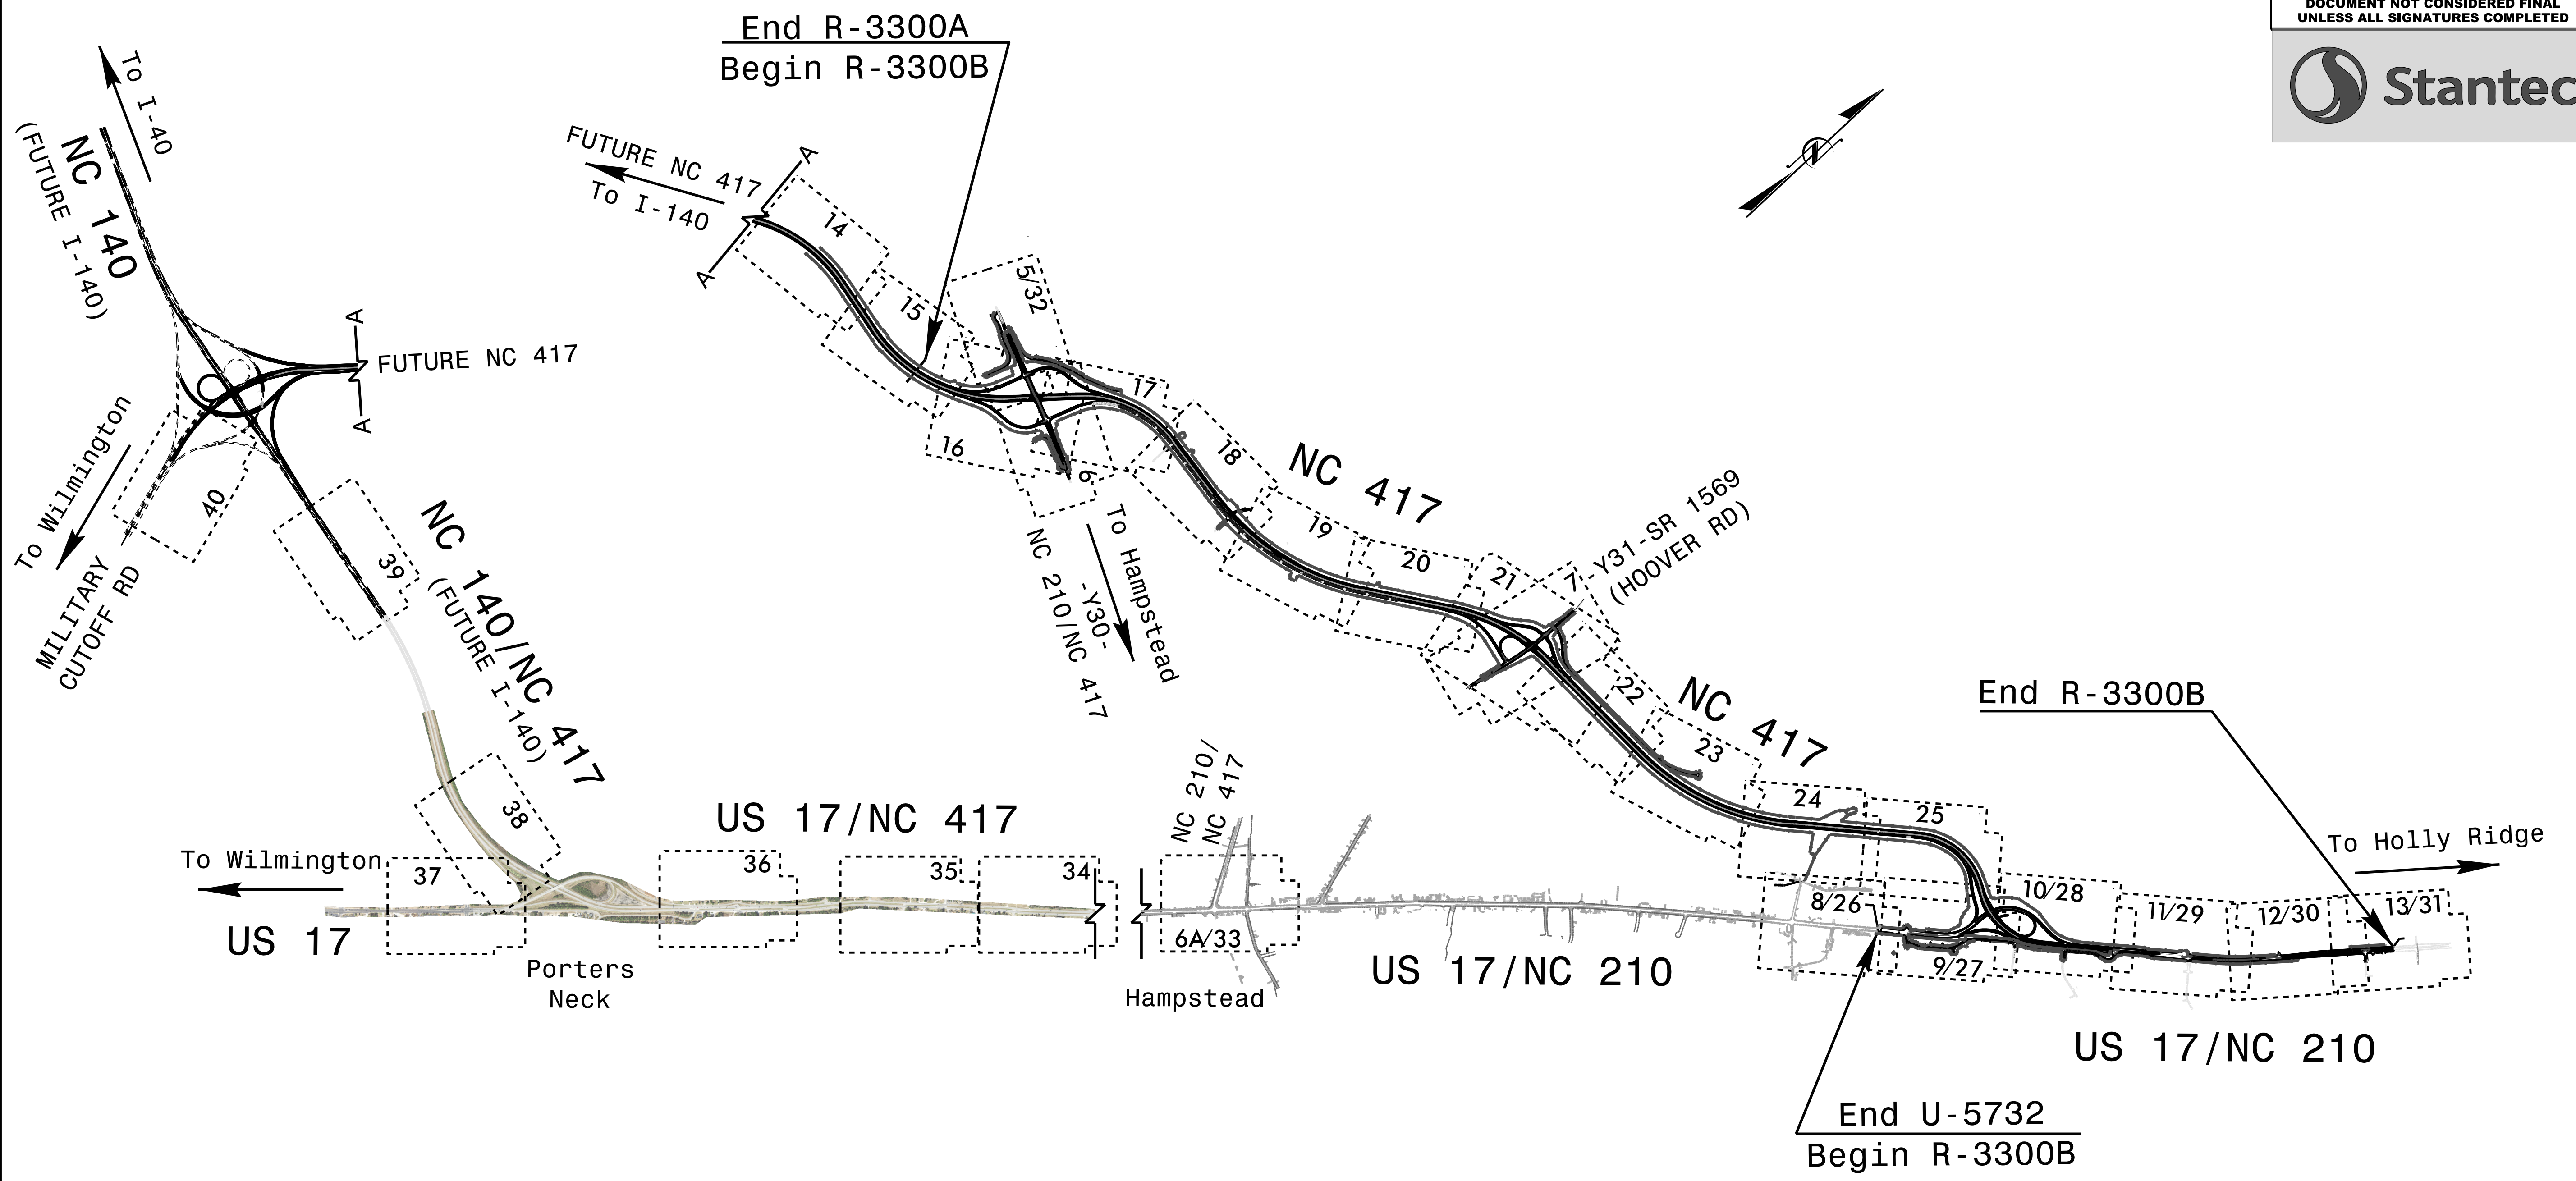 DOCUMENT NOT CONSIDERED FINAL
UNLESS ALL SIGNATURES COMPLETED
Stantec
End R-3300A
Begin R-3300B
To I-40
NC 140
(FUTURE I-140)
FUTURE NC 417
To I-140
A
A
14
15
5/32
16
17
6
A
FUTURE NC 417
A
To Wilmington
MILITARY
CUTOFF RD
40
39
NC 140/NC 417
(FUTURE I-140)
38
To Hampstead
-Y30-
NC 210/NC 417
18
NC 417
19
20
21
7
-Y31-SR 1569
(HOOVER RD)
22
NC 417
23
24
25
End R-3300B
To Holly Ridge
To Wilmington
US 17/NC 417
37
36
35
34
US 17
Porters
Neck
NC 210/
NC 417
6A/33
Hampstead
US 17/NC 210
8/26
9/27
10/28
11/29
12/30
13/31
US 17/NC 210
End U-5732
Begin R-3300B